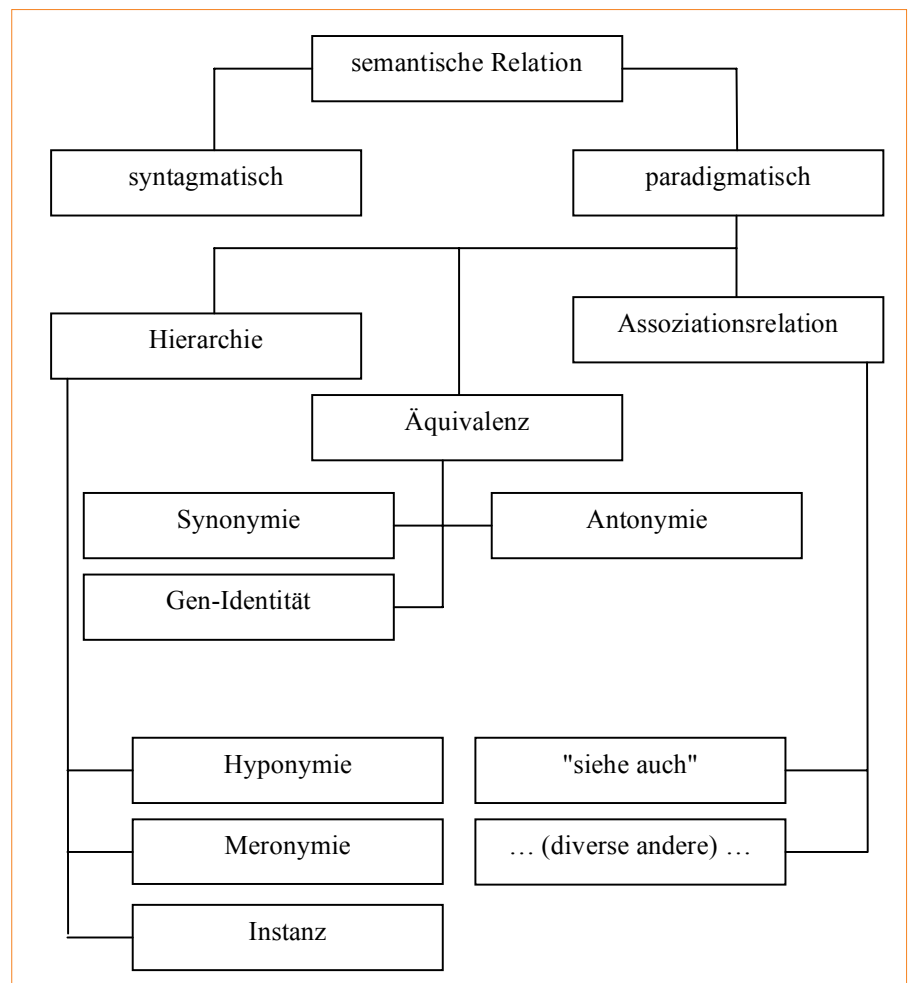 semantische Relation
syntagmatisch
paradigmatisch
Hierarchie
Assoziationsrelation
Äquivalenz
Synonymie
Antonymie
Gen-Identität
Hyponymie
"siehe auch"
Meronymie
… (diverse andere) …
Instanz